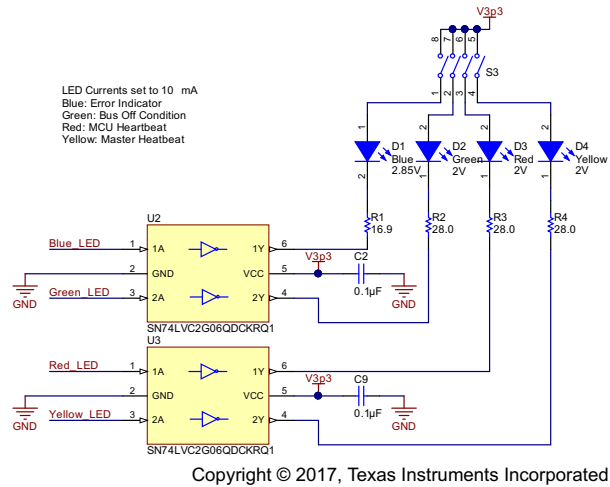 V3p3
8 7 6 5
S3
1 2 3 4
LED Currents set to 10 mA
Blue: Error Indicator
Green: Bus Off Condition
Red: MCU Heartbeat
Yellow: Master Heatbeat
1 2 1 1
D1 Blue 2.85V
D2 Green 2V
D3 Red 2V
D4 Yellow 2V
2 1 1 1
R1 16.9
R2 28.0
R3 28.0
R4 28.0
U2
Blue_LED 1 1A 1Y 6
GND 2 GND VCC 5 V3p3 C2 0.1µF GND
Green_LED 3 2A 2Y 4
SN74LVC2G06QDCKRQ1
U3
Red_LED 1 1A 1Y 6
GND 2 GND VCC 5 V3p3 C9 0.1µF GND
Yellow_LED 3 2A 2Y 4
SN74LVC2G06QDCKRQ1
Copyright © 2017, Texas Instruments Incorporated